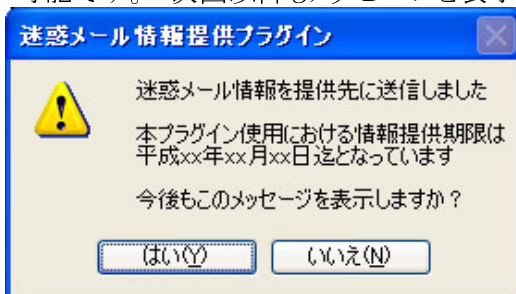 可能です。
迷惑メール情報提供プラグイン
迷惑メール情報を提供先に送信しました
本プラグイン使用における情報提供期限は
平成xx年xx月xx日迄となっています
今後もこのメッセージを表示しますか？
はい(Y) いいえ(N)